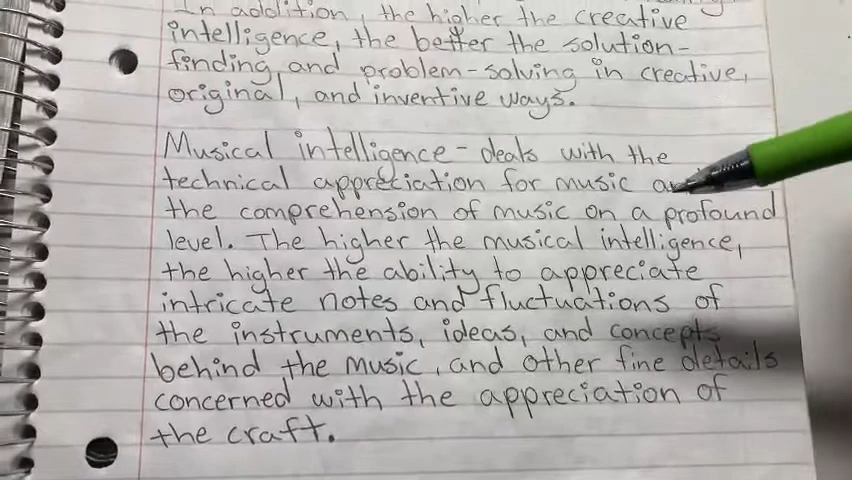 In addition, the higher the creative
intelligence, the better the solution-
finding and problem-solving in creative,
original, and inventive ways.
Musical intelligence - deals with the
technical appreciation for music
the comprehension of music on a profound
level. The higher the musical intelligence,
the higher the ability to appreciate
intricate notes and fluctuations of
the instruments, ideas, and concepts
behind the music, and other fine details
concerned with the appreciation of
the craft.